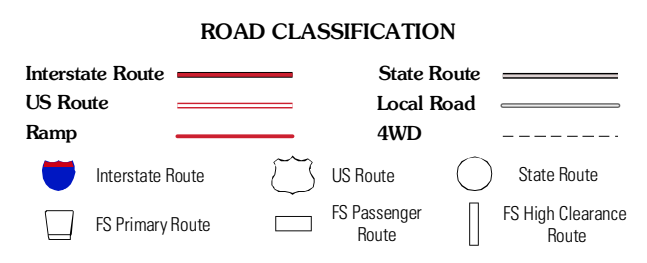 ROAD CLASSIFICATION
Interstate Route
State Route
US Route
Local Road
Ramp
4WD
Interstate Route
US Route
State Route
FS Primary Route
FS Passenger
Route
FS High Clearance
Route